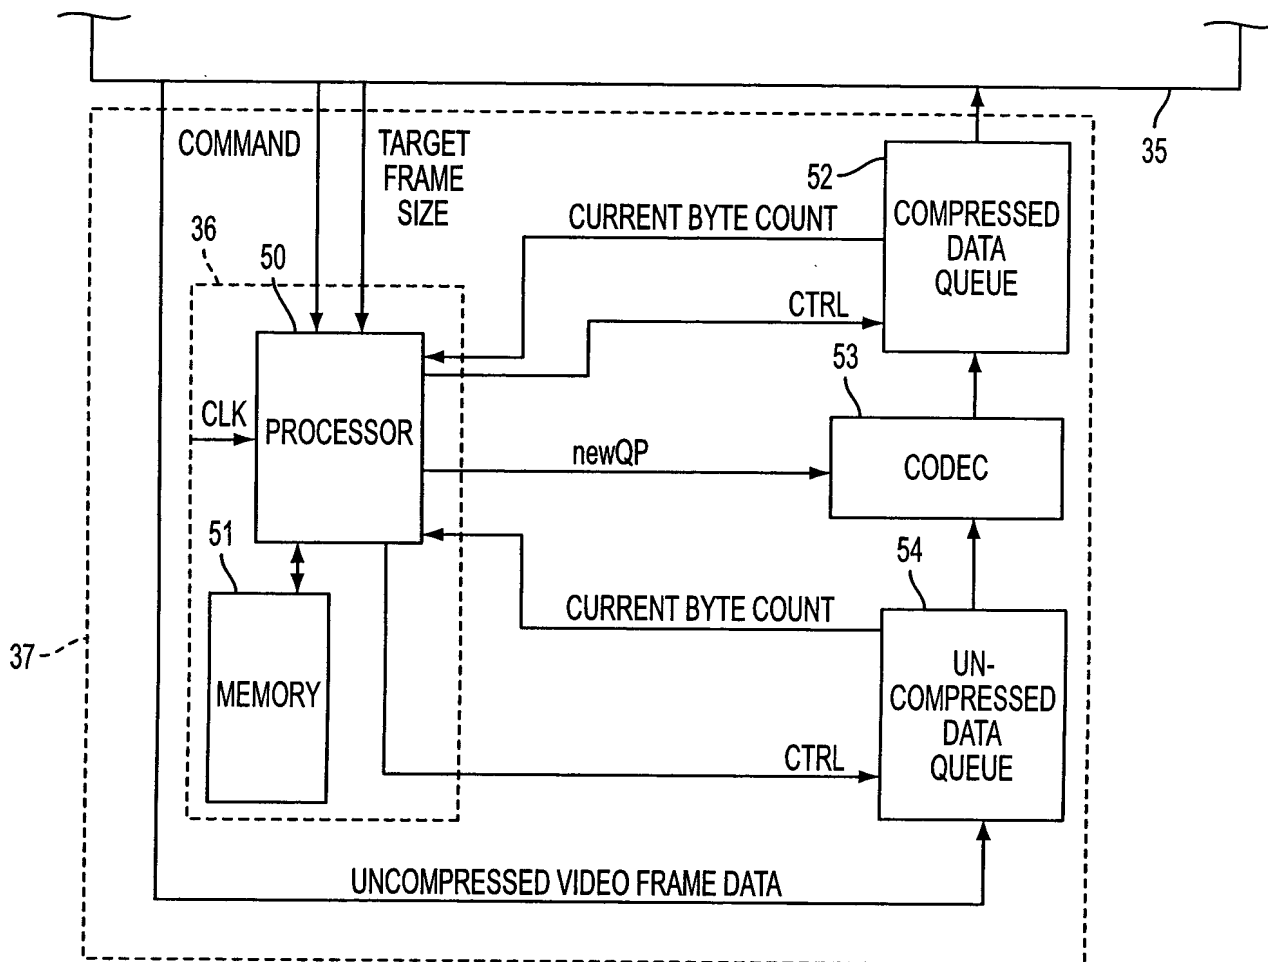 35
COMMAND
TARGET
FRAME
SIZE
52
COMPRESSED
DATA
QUEUE
CURRENT BYTE COUNT
36
50
CTRL
53
CLK
PROCESSOR
newQP
CODEC
51
54
CURRENT BYTE COUNT
37
MEMORY
UN-
COMPRESSED
DATA
QUEUE
CTRL
UNCOMPRESSED VIDEO FRAME DATA